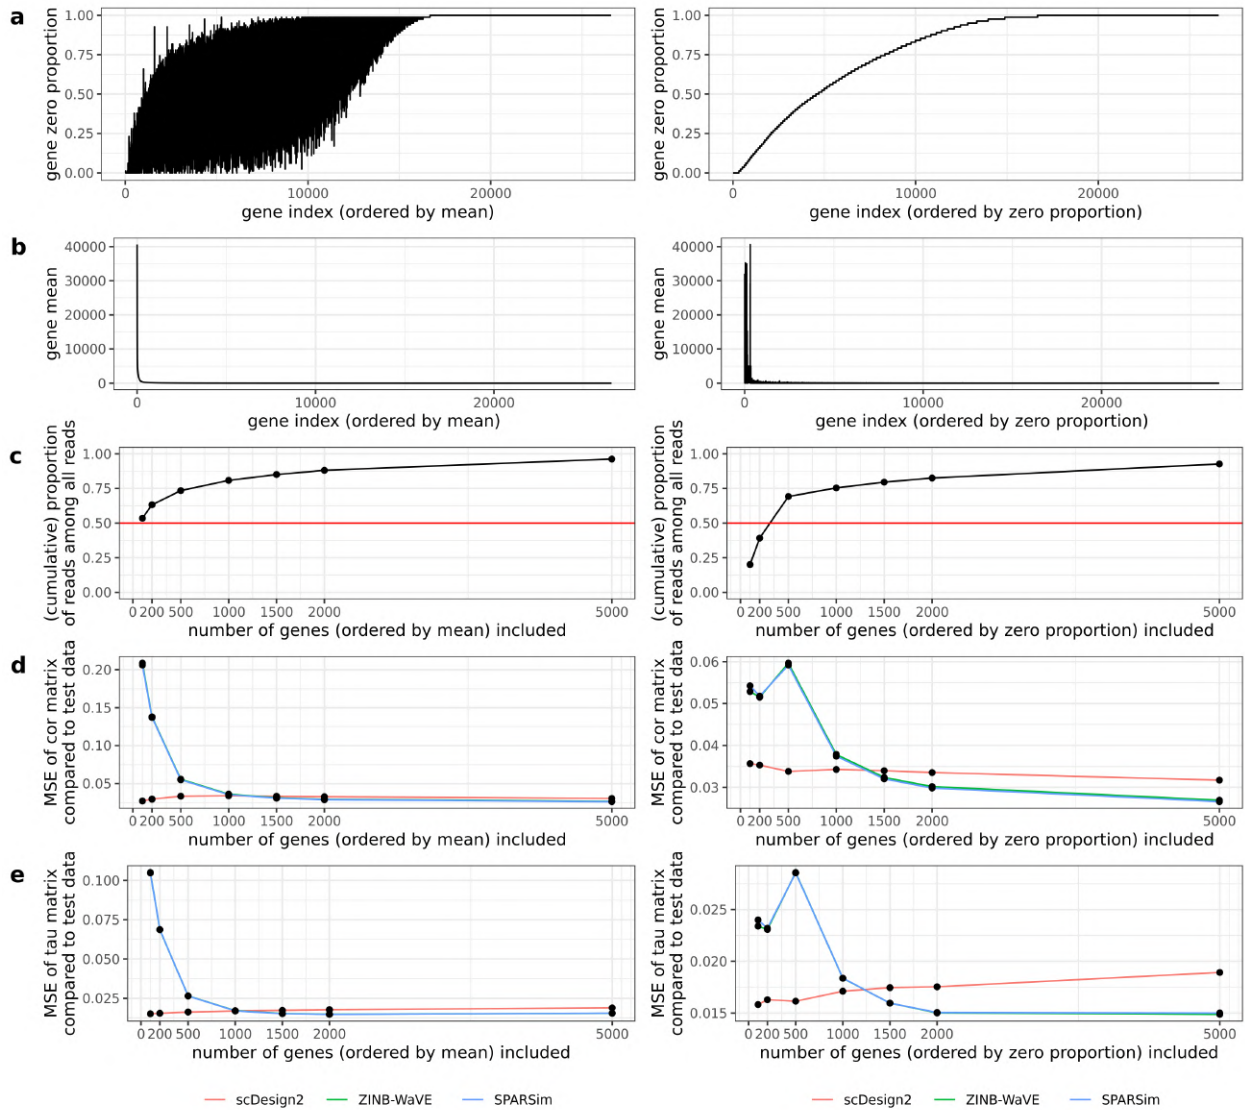 a
gene zero proportion
1.00
0.75
0.50
0.25
0.00
0 10000 20000
gene index (ordered by mean)
gene zero proportion
1.00
0.75
0.50
0.25
0.00
0 10000 20000
gene index (ordered by zero proportion)
b
gene mean
40000
30000
20000
10000
0
0 10000 20000
gene index (ordered by mean)
gene mean
40000
30000
20000
10000
0
0 10000 20000
gene index (ordered by zero proportion)
c
(cumulative) proportion
of reads among all reads
1.00
0.75
0.50
0.25
0.00
0 200 500 1000 1500 2000 5000
number of genes (ordered by mean) included
(cumulative) proportion
of reads among all reads
1.00
0.75
0.50
0.25
0.00
0 200 500 1000 1500 2000 5000
number of genes (ordered by zero proportion) included
d
MSE of cor matrix
compared to test data
0.20
0.15
0.10
0.05
0 200 500 1000 1500 2000 5000
number of genes (ordered by mean) included
MSE of cor matrix
compared to test data
0.06
0.05
0.04
0.03
0 200 500 1000 1500 2000 5000
number of genes (ordered by zero proportion) included
e
MSE of tau matrix
compared to test data
0.100
0.075
0.050
0.025
0 200 500 1000 1500 2000 5000
number of genes (ordered by mean) included
MSE of tau matrix
compared to test data
0.025
0.020
0.015
0 200 500 1000 1500 2000 5000
number of genes (ordered by zero proportion) included
scDesign2 ZINB-WaVE SPARSim
scDesign2 ZINB-WaVE SPARSim